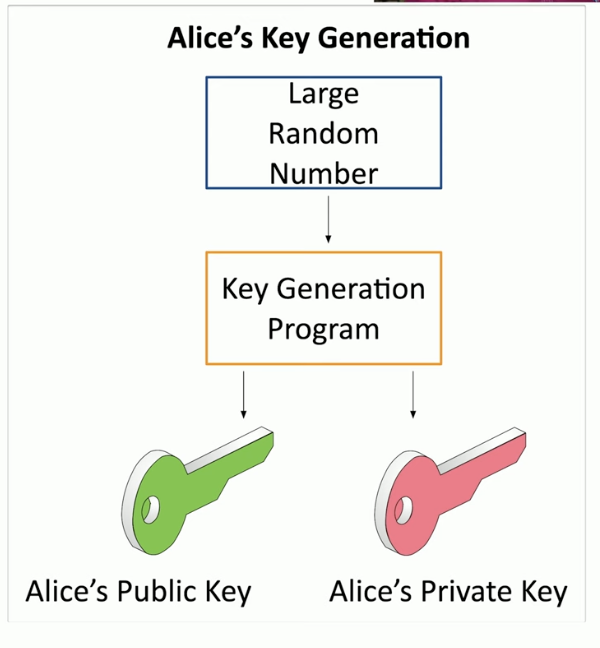 Alice’s Key Generation
Large
Random
Number
Key Generation
Program
Alice’s Public Key
Alice’s Private Key